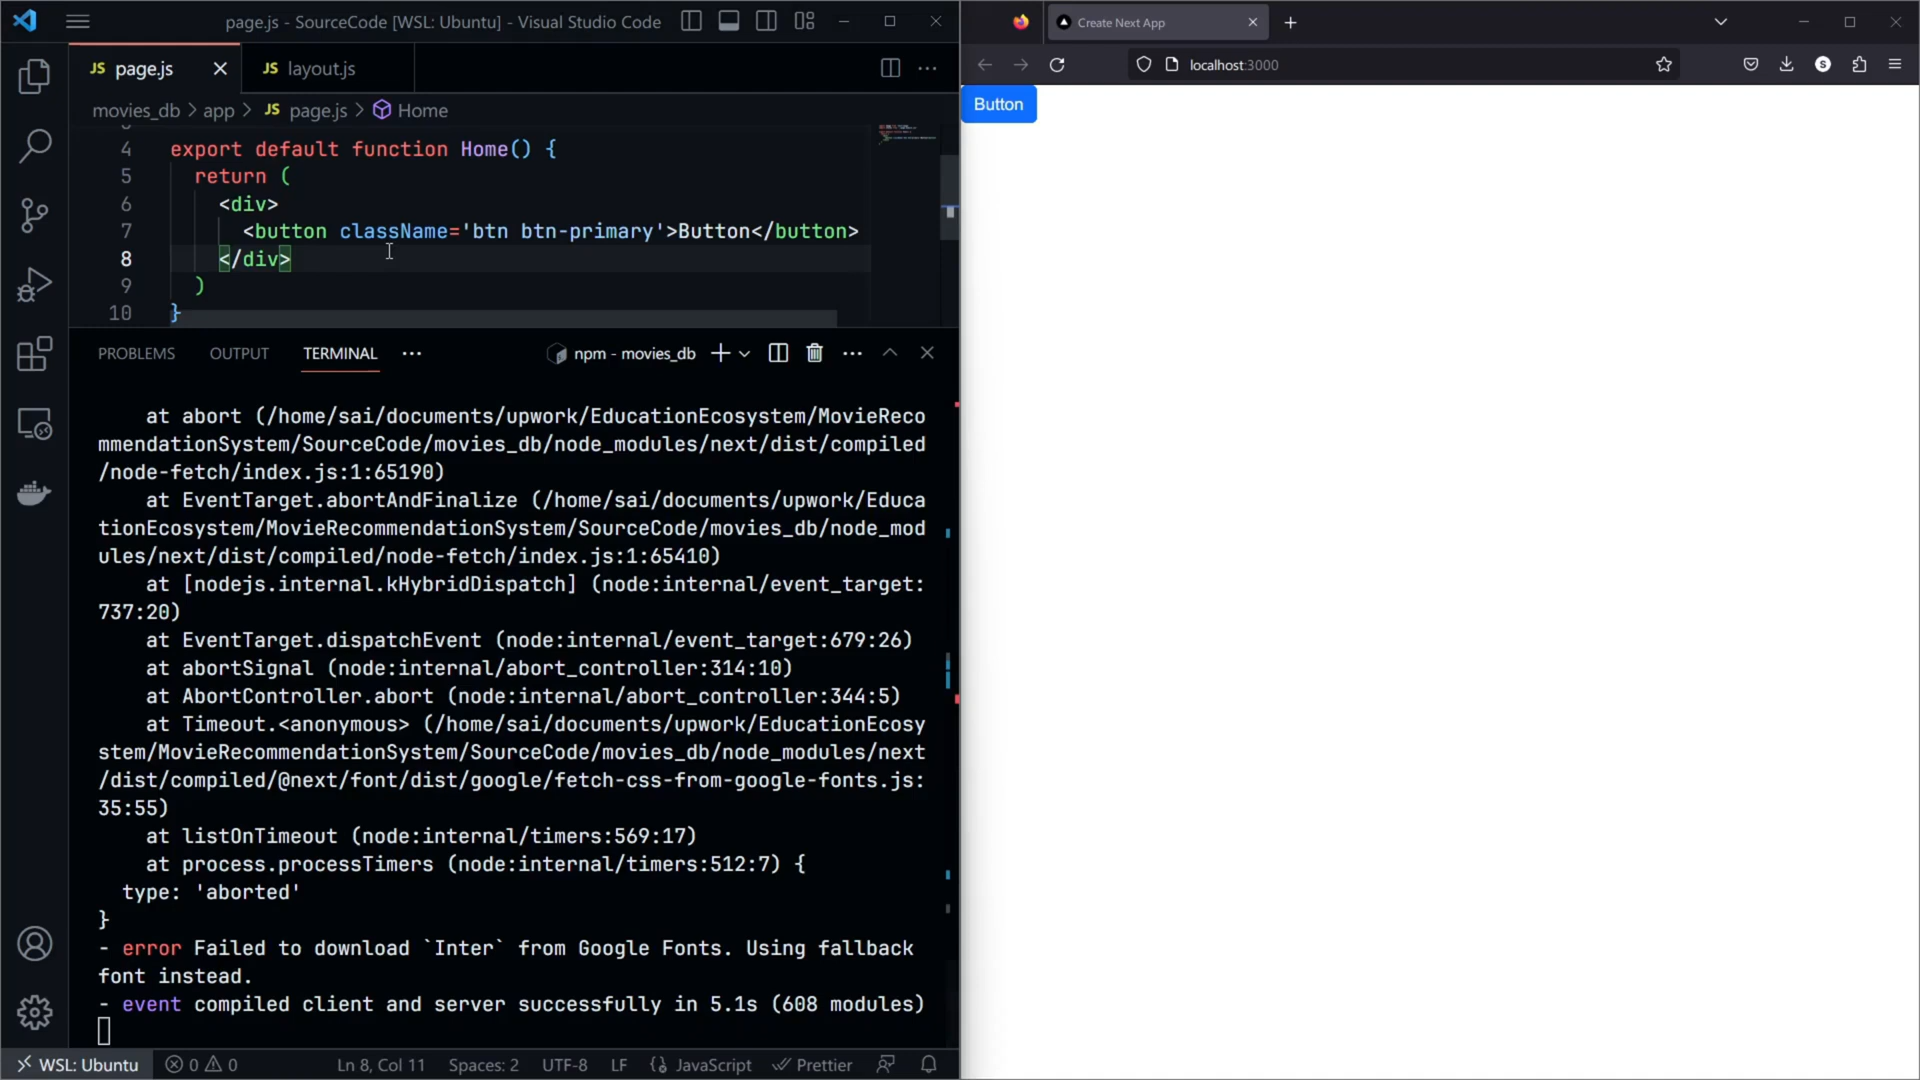 page.js - SourceCode [WSL: Ubuntu] - Visual Studio Code
JS page.js
JS layout.js
movies_db > app > JS page.js > Home
4 export default function Home() {
5 return (
6 <div>
7 <button className='btn btn-primary'>Button</button>
8 </div>
9 )
10 }
PROBLEMS OUTPUT TERMINAL
npm - movies_db
at abort (/home/sai/documents/upwork/EducationEcosystem/MovieReco
mmendationSystem/SourceCode/movies_db/node_modules/next/dist/compiled
/node-fetch/index.js:1:65190)
at EventTarget.abortAndFinalize (/home/sai/documents/upwork/Educa
tionEcosystem/MovieRecommendationSystem/SourceCode/movies_db/node_mod
ules/next/dist/compiled/node-fetch/index.js:1:65410)
at [nodejs.internal.kHybridDispatch] (node:internal/event_target:
737:20)
at EventTarget.dispatchEvent (node:internal/event_target:679:26)
at abortSignal (node:internal/abort_controller:314:10)
at AbortController.abort (node:internal/abort_controller:344:5)
at Timeout.<anonymous> (/home/sai/documents/upwork/EducationEcosy
stem/MovieRecommendationSystem/SourceCode/movies_db/node_modules/next
/dist/compiled/@next/font/dist/google/fetch-css-from-google-fonts.js:
35:55)
at listOnTimeout (node:internal/timers:569:17)
at process.processTimers (node:internal/timers:512:7) {
type: 'aborted'
}
- error Failed to download `Inter` from Google Fonts. Using fallback
font instead.
- event compiled client and server successfully in 5.1s (608 modules)
WSL: Ubuntu 0 0 Ln 8, Col 11 Spaces: 2 UTF-8 LF JavaScript Prettier
Create Next App
localhost:3000
S
Button